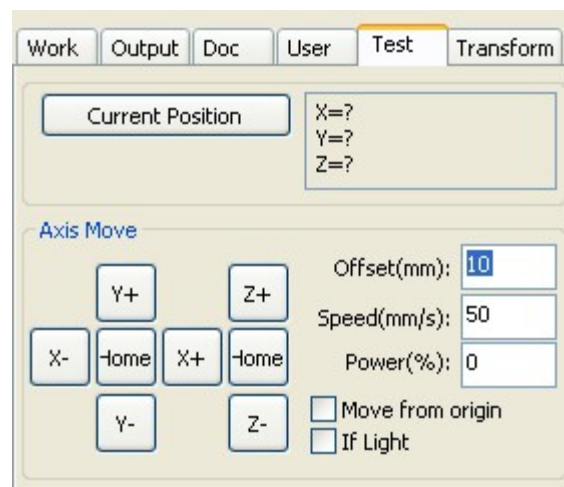 Work Output Doc User Test Transform
Current Position
X=?
Y=?
Z=?
Axis Move
Offset(mm): 10
Y+ Z+
Speed(mm/s): 50
X- Home X+ Home
Power(%): 0
Move from origin
Y- Z-
If Light